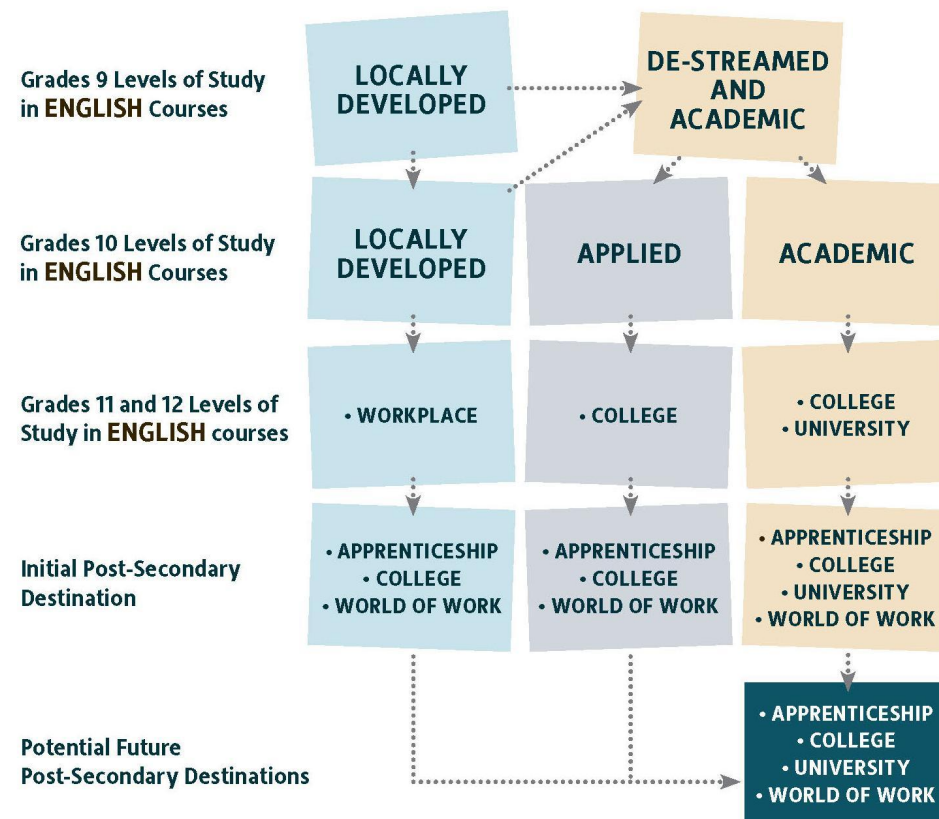 Grades 9 Levels of Study
in ENGLISH Courses
LOCALLY
DEVELOPED
DE-STREAMED
AND
ACADEMIC
Grades 10 Levels of Study
in ENGLISH Courses
LOCALLY
DEVELOPED
APPLIED
ACADEMIC
Grades 11 and 12 Levels of
Study in ENGLISH courses
• WORKPLACE
• COLLEGE
• COLLEGE
• UNIVERSITY
Initial Post-Secondary
Destination
• APPRENTICESHIP
• COLLEGE
• WORLD OF WORK
• APPRENTICESHIP
• COLLEGE
• WORLD OF WORK
• APPRENTICESHIP
• COLLEGE
• UNIVERSITY
• WORLD OF WORK
Potential Future
Post-Secondary Destinations
• APPRENTICESHIP
• COLLEGE
• UNIVERSITY
• WORLD OF WORK